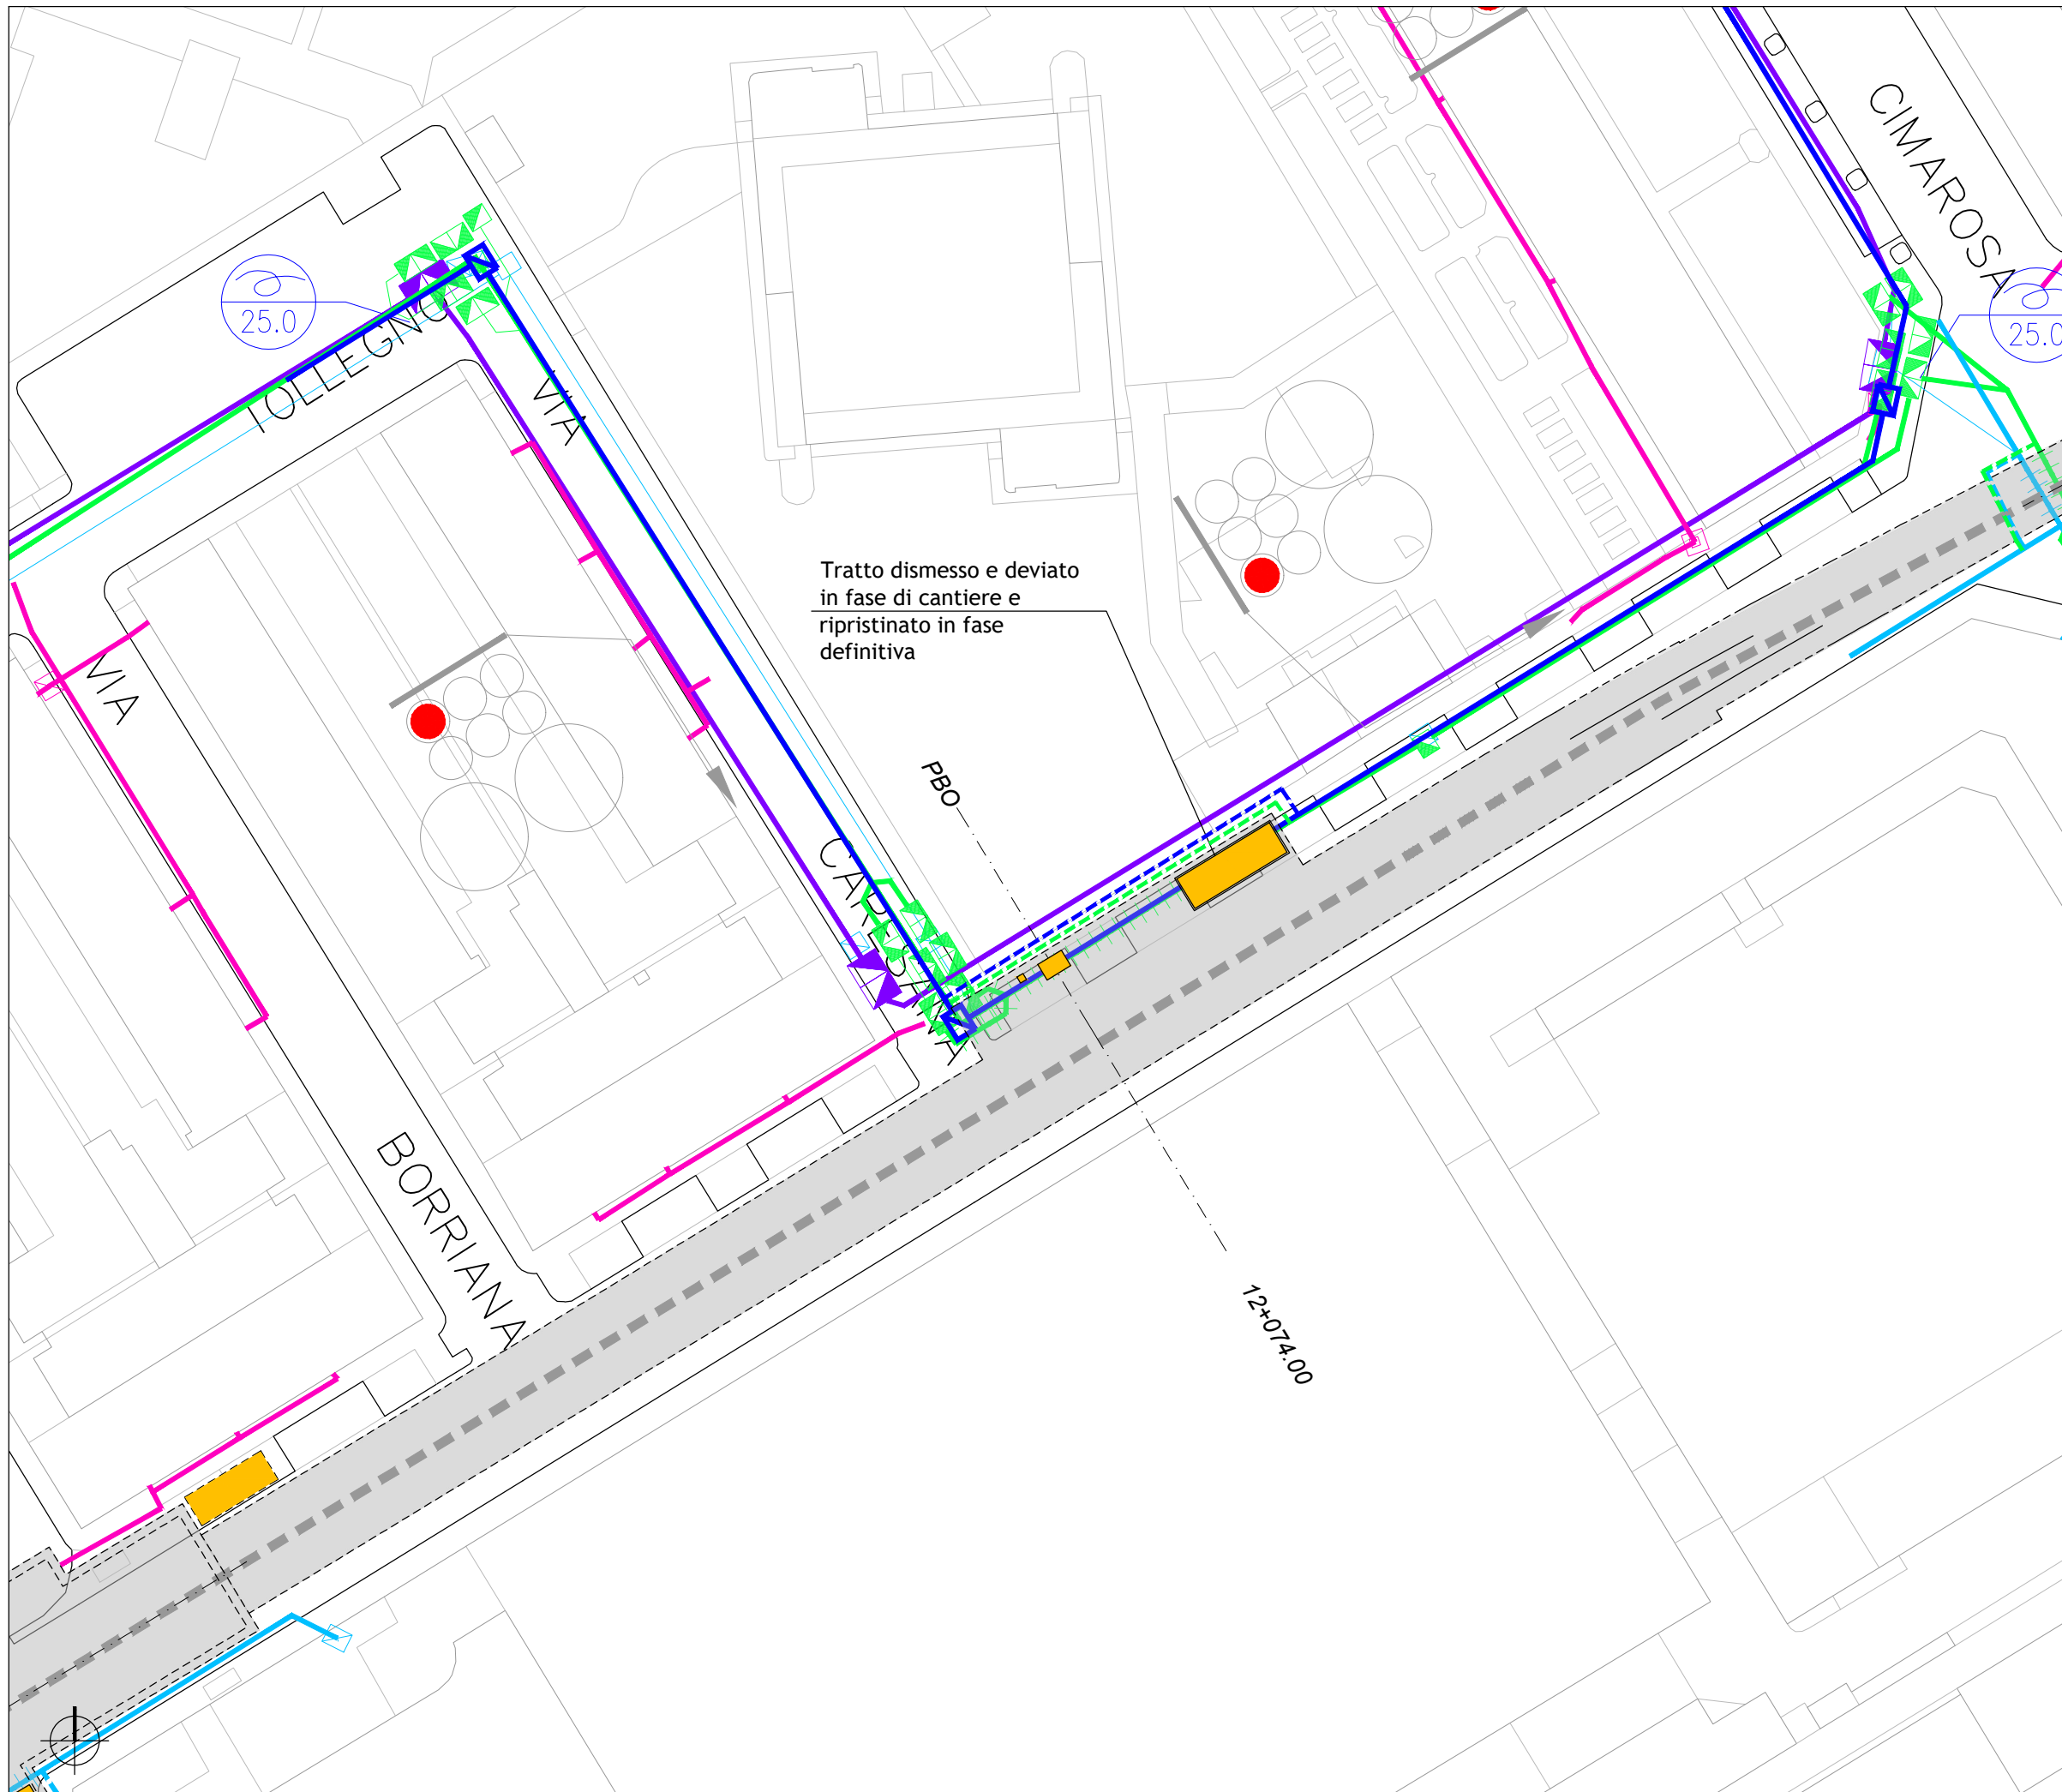 CIMAROSA
25.0
TOLLEGNO
25.0
VIA
Tratto dismesso e deviato
in fase di cantiere e
ripristinato in fase
definitiva
VIA
PBO
BORRIANA
12+074.00